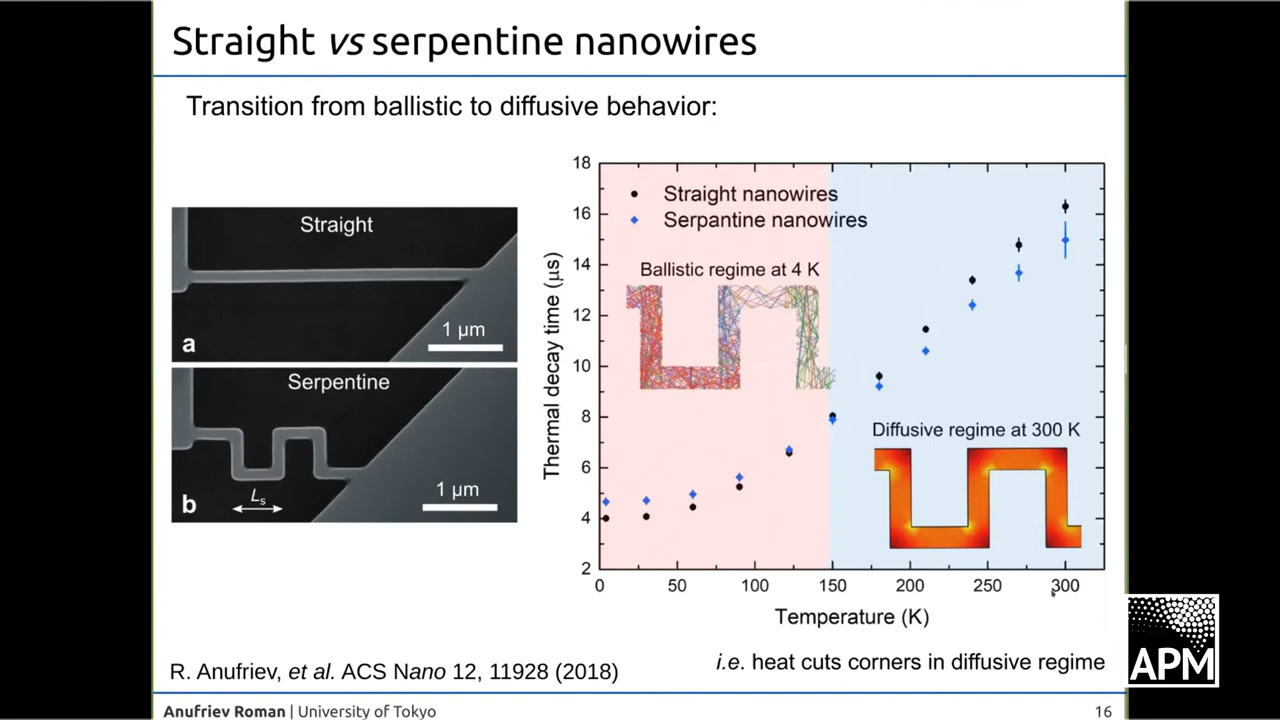 Straight vs serpentine nanowires
Transition from ballistic to diffusive behavior:
Straight
1 μm
a
Serpentine
1 μm
b
Ls
18
16
14
12
10
8
6
4
2
Thermal decay time (μs)
Straight nanowires
Serpantine nanowires
Ballistic regime at 4 K
Diffusive regime at 300 K
0 50 100 150 200 250 300
Temperature (K)
R. Anufriev, et al. ACS Nano 12, 11928 (2018)
i.e. heat cuts corners in diffusive regime
APM
Anufriev Roman | University of Tokyo
16